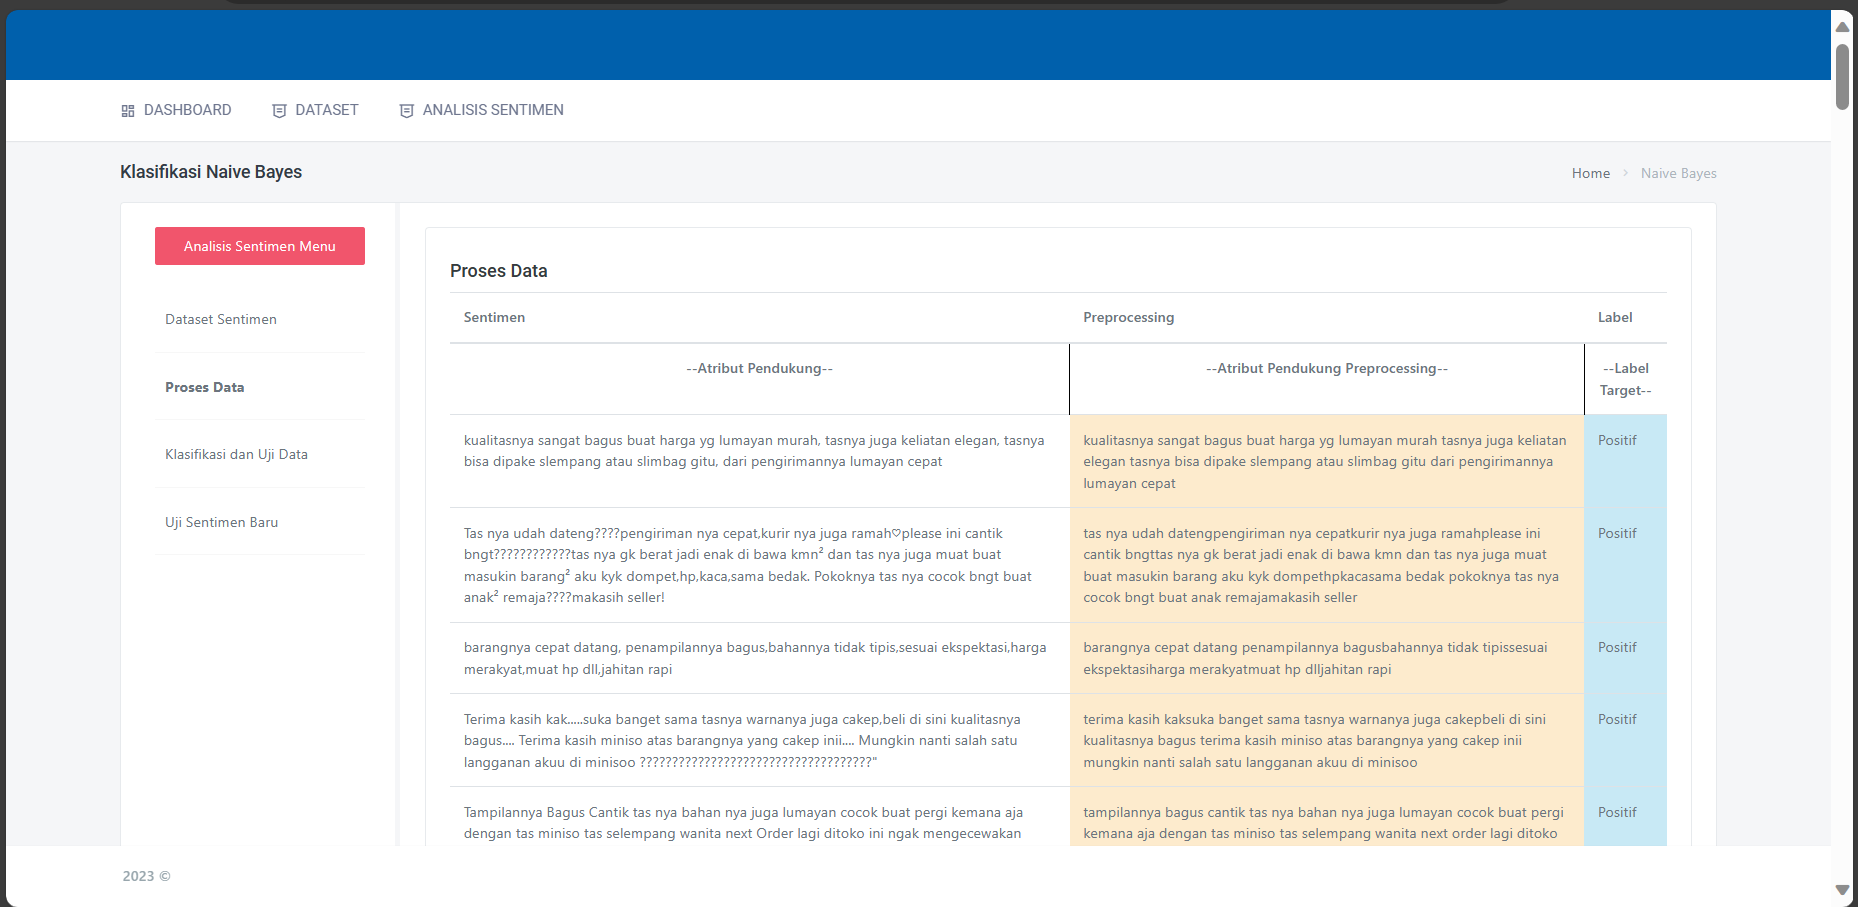 DASHBOARD
DATASET
ANALISIS SENTIMEN
Klasifikasi Naive Bayes
Home > Naive Bayes
Analisis Sentimen Menu
Dataset Sentimen
Proses Data
Klasifikasi dan Uji Data
Uji Sentimen Baru
Proses Data
Sentimen
Preprocessing
Label
--Atribut Pendukung--
--Atribut Pendukung Preprocessing--
--Label
Target--
kualitasnya sangat bagus buat harga yg lumayan murah, tasnya juga keliatan elegan, tasnya
bisa dipake slempang atau slimbag gitu, dari pengirimannya lumayan cepat
kualitasnya sangat bagus buat harga yg lumayan murah tasnya juga keliatan
elegan tasnya bisa dipake slempang atau slimbag gitu dari pengirimannya
lumayan cepat
Positif
Tas nya udah dateng????pengiriman nya cepat,kurir nya juga ramah♡please ini cantik
bngt????????????tas nya gk berat jadi enak di bawa kmn² dan tas nya juga muat buat
masukin barang² aku kyk dompet,hp,kaca,sama bedak. Pokoknya tas nya cocok bngt buat
anak² remaja????makasih seller!
tas nya udah datengpengiriman nya cepatkurir nya juga ramahplease ini
cantik bngttas nya gk berat jadi enak di bawa kmn dan tas nya juga muat
buat masukin barang aku kyk dompethpkacasama bedak pokoknya tas nya
cocok bngt buat anak remajamakasih seller
Positif
barangnya cepat datang, penampilannya bagus,bahannya tidak tipis,sesuai ekspektasi,harga
merakyat,muat hp dll,jahitan rapi
barangnya cepat datang penampilannya bagusbahannya tidak tipissesuai
ekspektasiharga merakyatmuat hp dlljahitan rapi
Positif
Terima kasih kak.....suka banget sama tasnya warnanya juga cakep,beli di sini kualitasnya
bagus.... Terima kasih miniso atas barangnya yang cakep inii.... Mungkin nanti salah satu
langganan akuu di minisoo ????????????????????????????????????"
terima kasih kaksuka banget sama tasnya warnanya juga cakepbeli di sini
kualitasnya bagus terima kasih miniso atas barangnya yang cakep inii
mungkin nanti salah satu langganan akuu di minisoo
Positif
Tampilannya Bagus Cantik tas nya bahan nya juga lumayan cocok buat pergi kemana aja
dengan tas miniso tas selempang wanita next Order lagi ditoko ini ngak mengecewakan
tampilannya bagus cantik tas nya bahan nya juga lumayan cocok buat pergi
kemana aja dengan tas miniso tas selempang wanita next order lagi ditoko
Positif
2023 ©